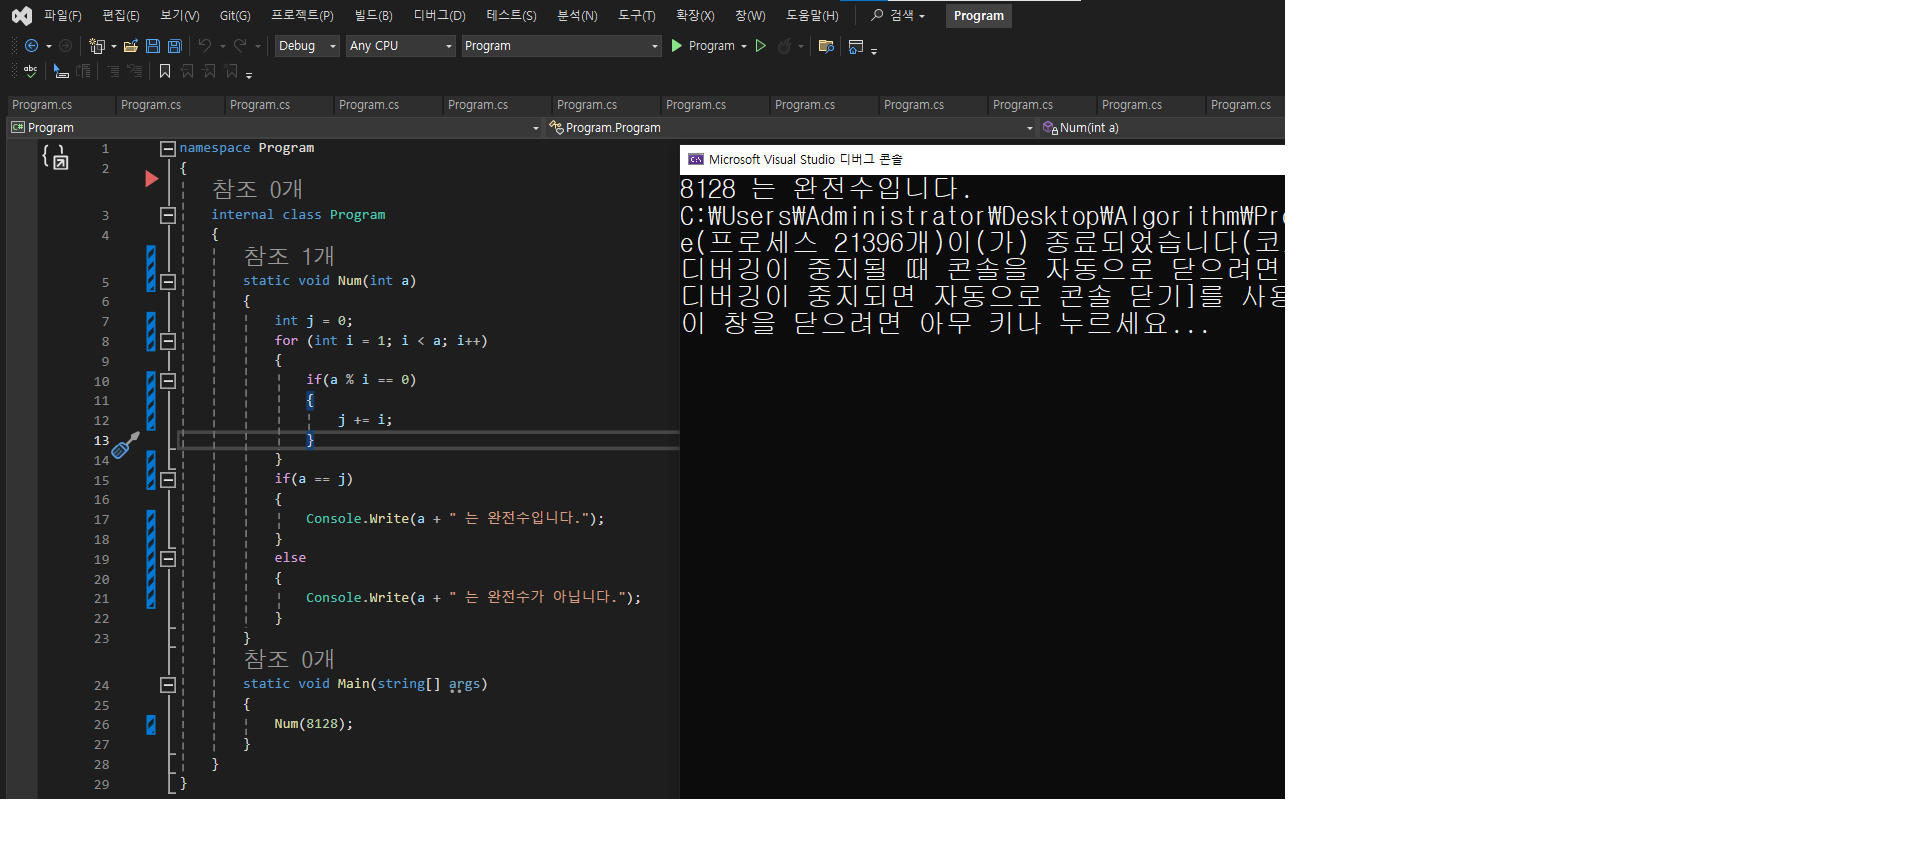 파일(F) 편집(E) 보기(V) Git(G) 프로젝트(P) 빌드(B) 디버그(D) 테스트(S) 분석(N) 도구(T) 확장(X) 창(W) 도움말(H) 검색 Program
Debug Any CPU Program Program
abc
Program.cs Program.cs Program.cs Program.cs Program.cs Program.cs Program.cs Program.cs Program.cs Program.cs Program.cs Program.cs
C# Program Program.Program Num(int a)
1 namespace Program
2 {
참조 0개
3 internal class Program
4 {
참조 1개
5 static void Num(int a)
6 {
7 int j = 0;
8 for (int i = 1; i < a; i++)
9 {
10 if(a % i == 0)
11 {
12 j += i;
13 }
14 }
15 if(a == j)
16 {
17 Console.Write(a + " 는 완전수입니다.");
18 }
19 else
20 {
21 Console.Write(a + " 는 완전수가 아닙니다.");
22 }
23 }
참조 0개
24 static void Main(string[] args)
25 {
26 Num(8128);
27 }
28 }
29 }
Microsoft Visual Studio 디버그 콘솔
8128 는 완전수입니다.
C:₩Users₩Administrator₩Desktop₩Algorithm₩Pr
e(프로세스 21396개)이(가) 종료되었습니다(코
디버깅이 중지될 때 콘솔을 자동으로 닫으려면
디버깅이 중지되면 자동으로 콘솔 닫기]를 사용
이 창을 닫으려면 아무 키나 누르세요...